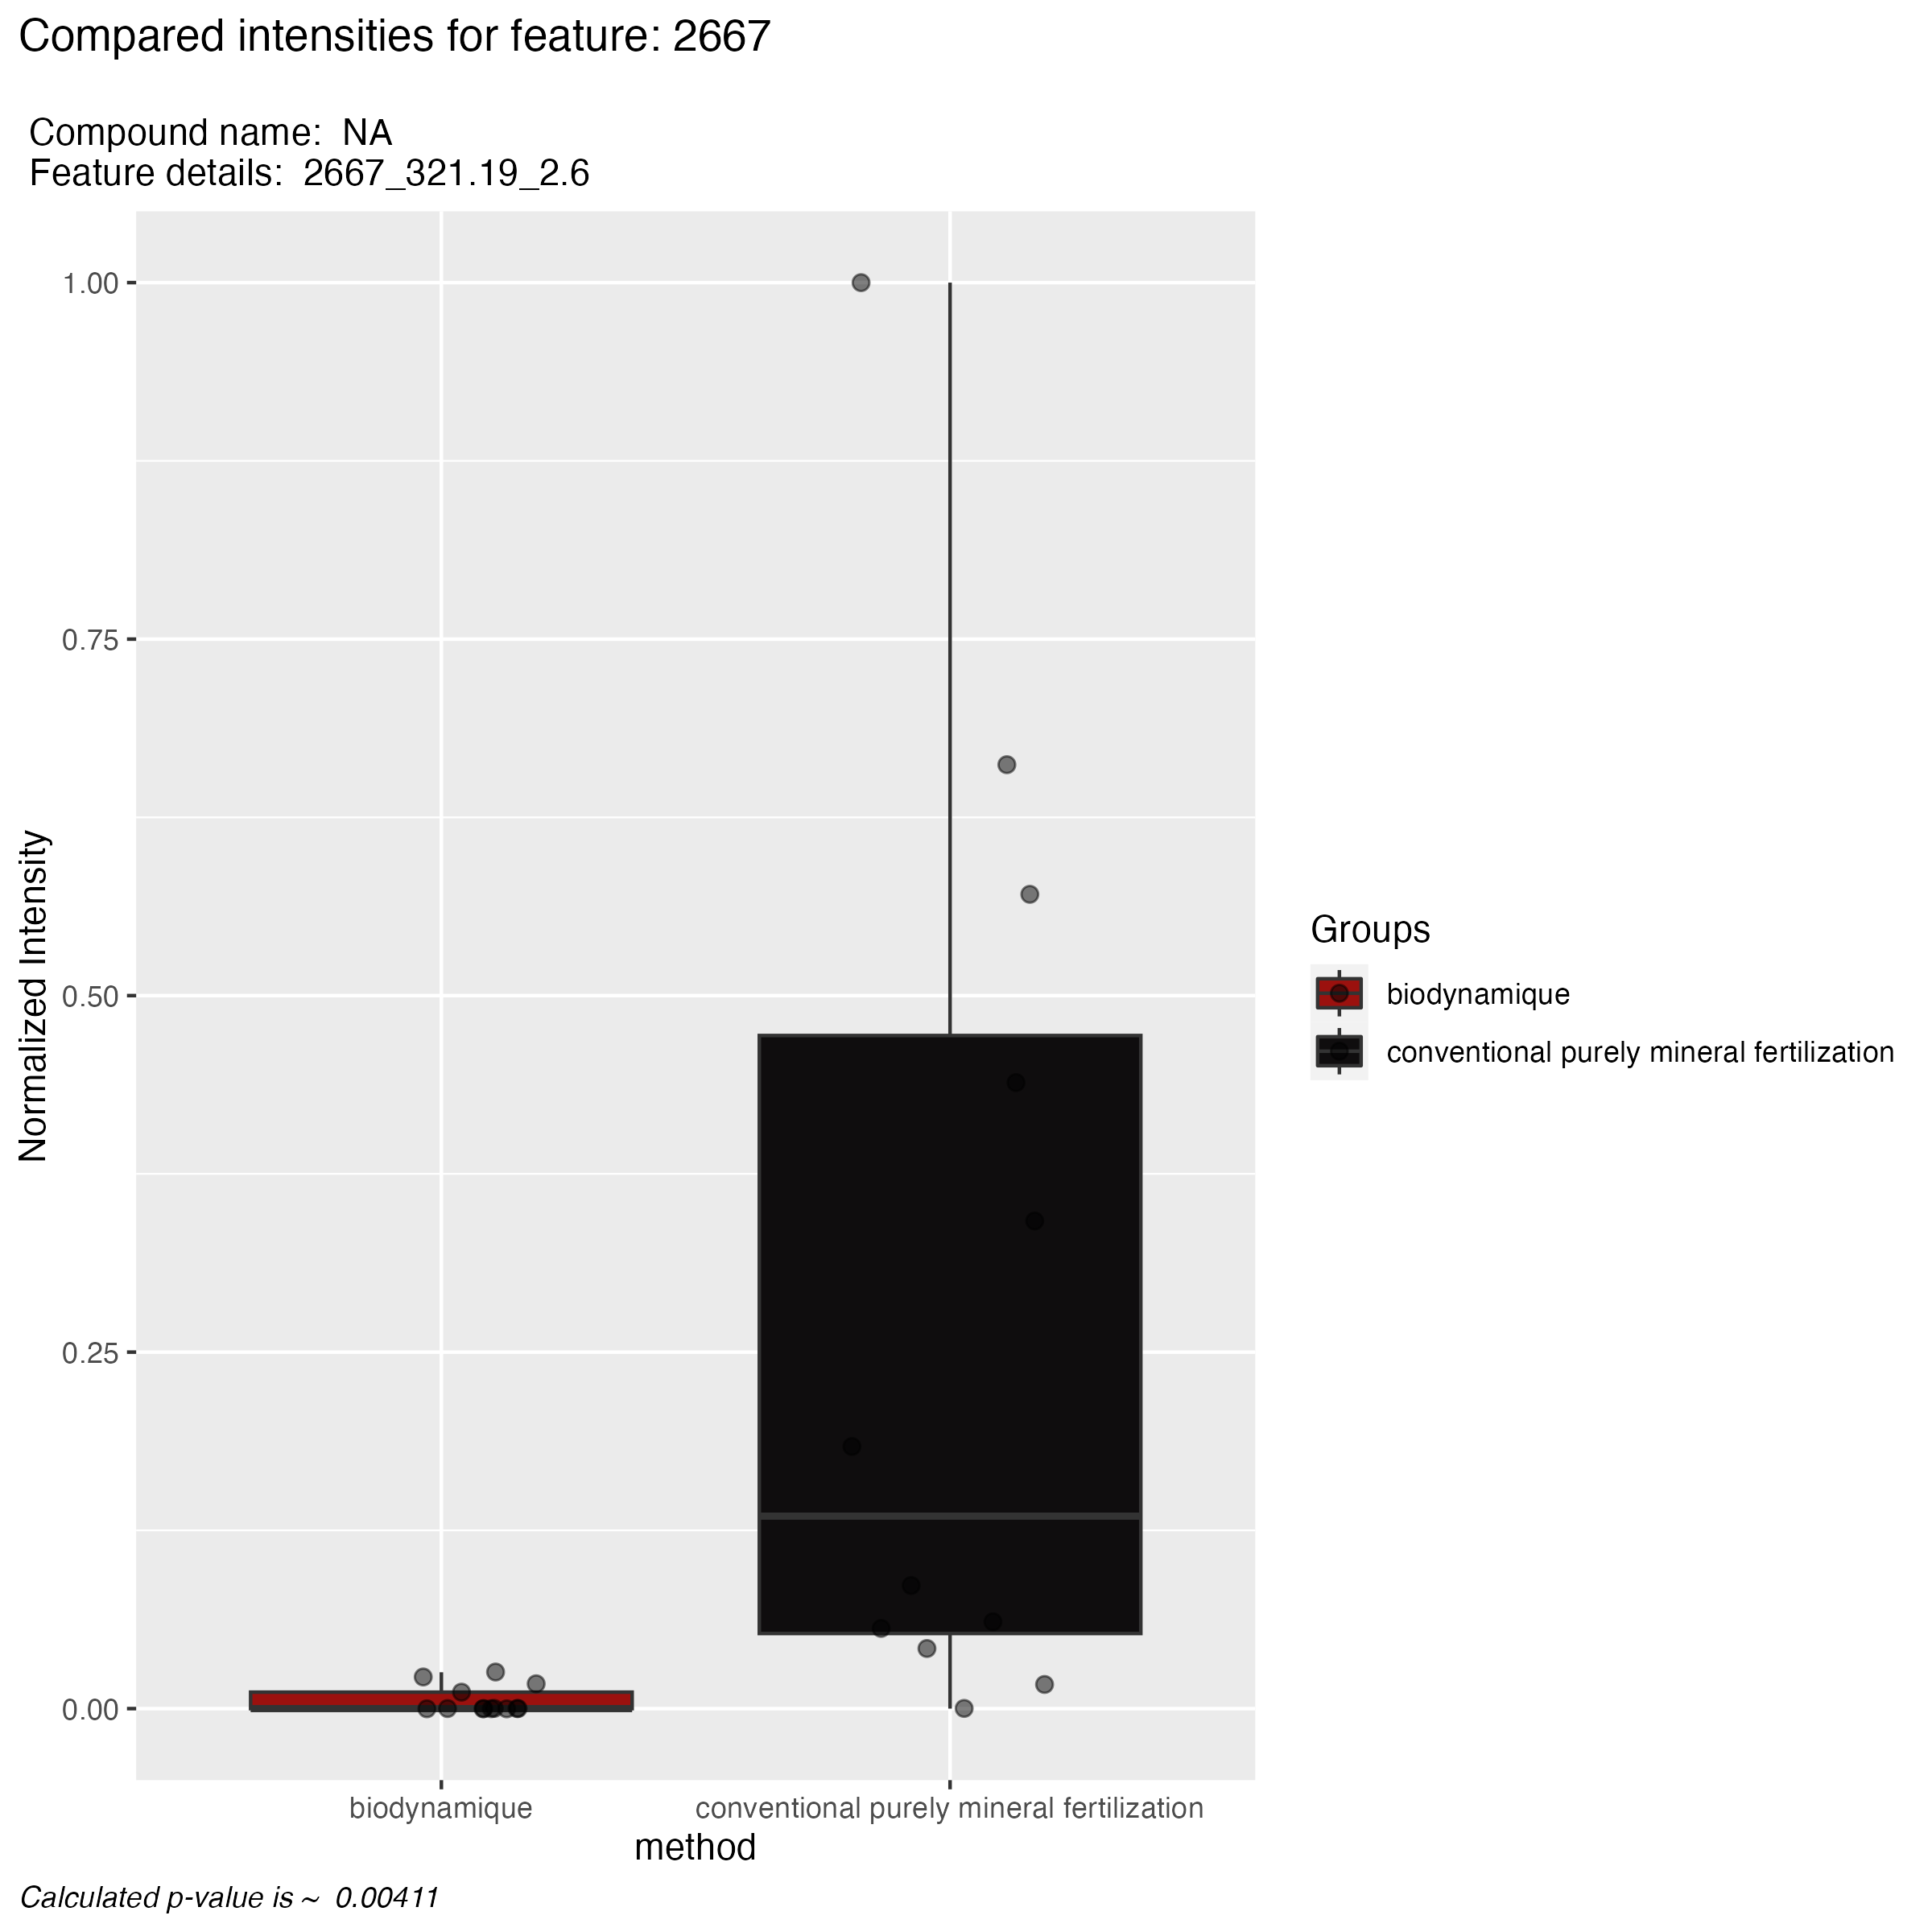 Compared intensities for feature: 2667
Compound name:  NA
Feature details:  2667_321.19_2.6
1.00
0.75
0.50
0.25
0.00
Normalized Intensity
biodynamique
conventional purely mineral fertilization
method
Groups
biodynamique
conventional purely mineral fertilization
Calculated p-value is ~  0.00411